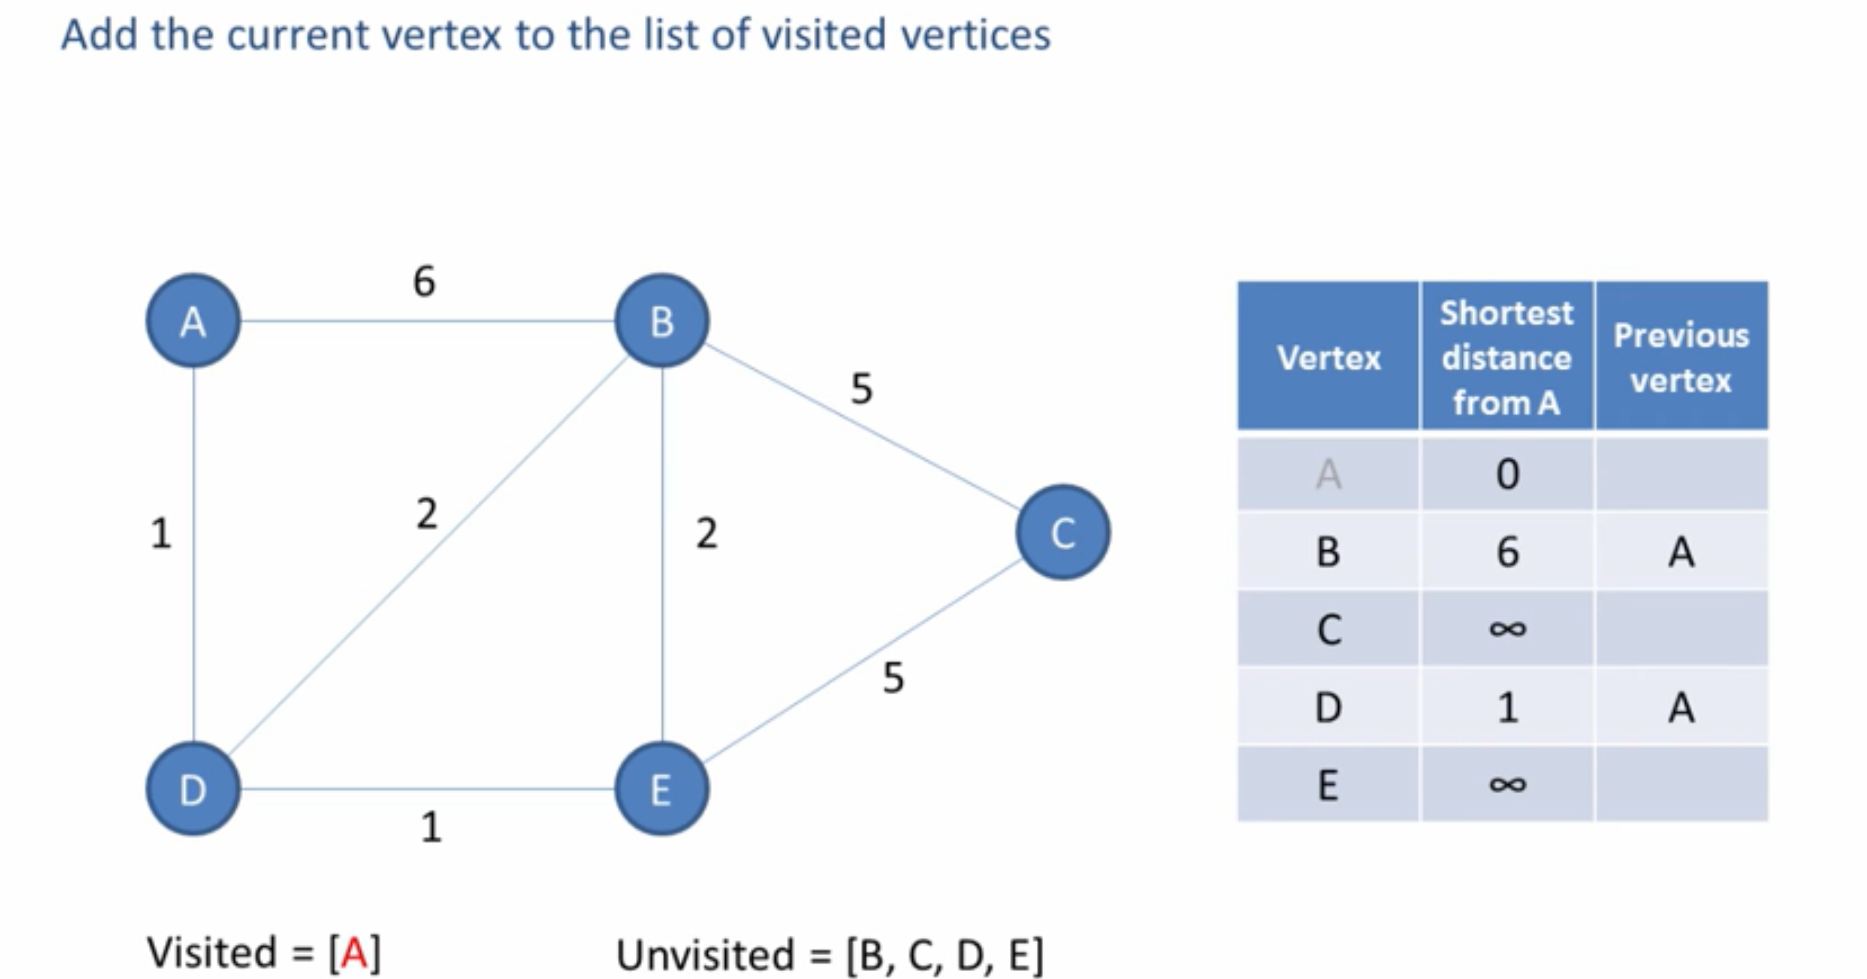 Add the current vertex to the list of visited vertices
6
A
B
5
1
2
2
C
5
D
E
1
Vertex
Shortest
distance
from A
Previous
vertex
A 0
B 6 A
C ∞
D 1 A
E ∞
Visited = [A]
Unvisited = [B, C, D, E]